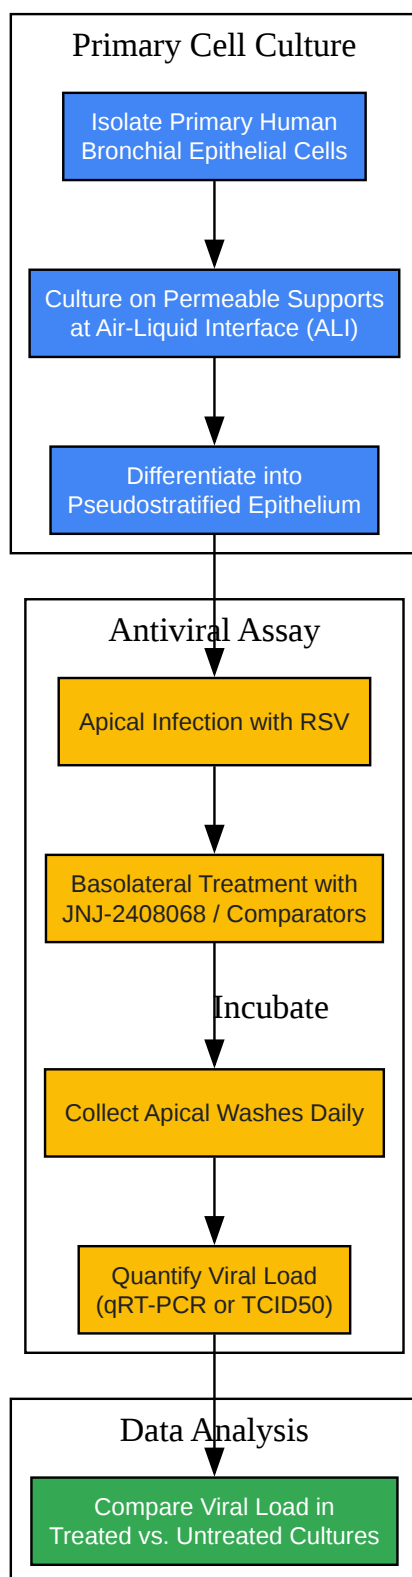 Primary Cell Culture
Isolate Primary Human
Bronchial Epithelial Cells
Culture on Permeable Supports
at Air-Liquid Interface (ALI)
Differentiate into
Pseudostratified Epithelium
Antiviral Assay
Apical Infection with RSV
Basolateral Treatment with
JNJ-2408068 / Comparators
Incubate
Collect Apical Washes Daily
Quantify Viral Load
(qRT-PCR or TCID50)
Data Analysis
Compare Viral Load in
Treated vs. Untreated Cultures